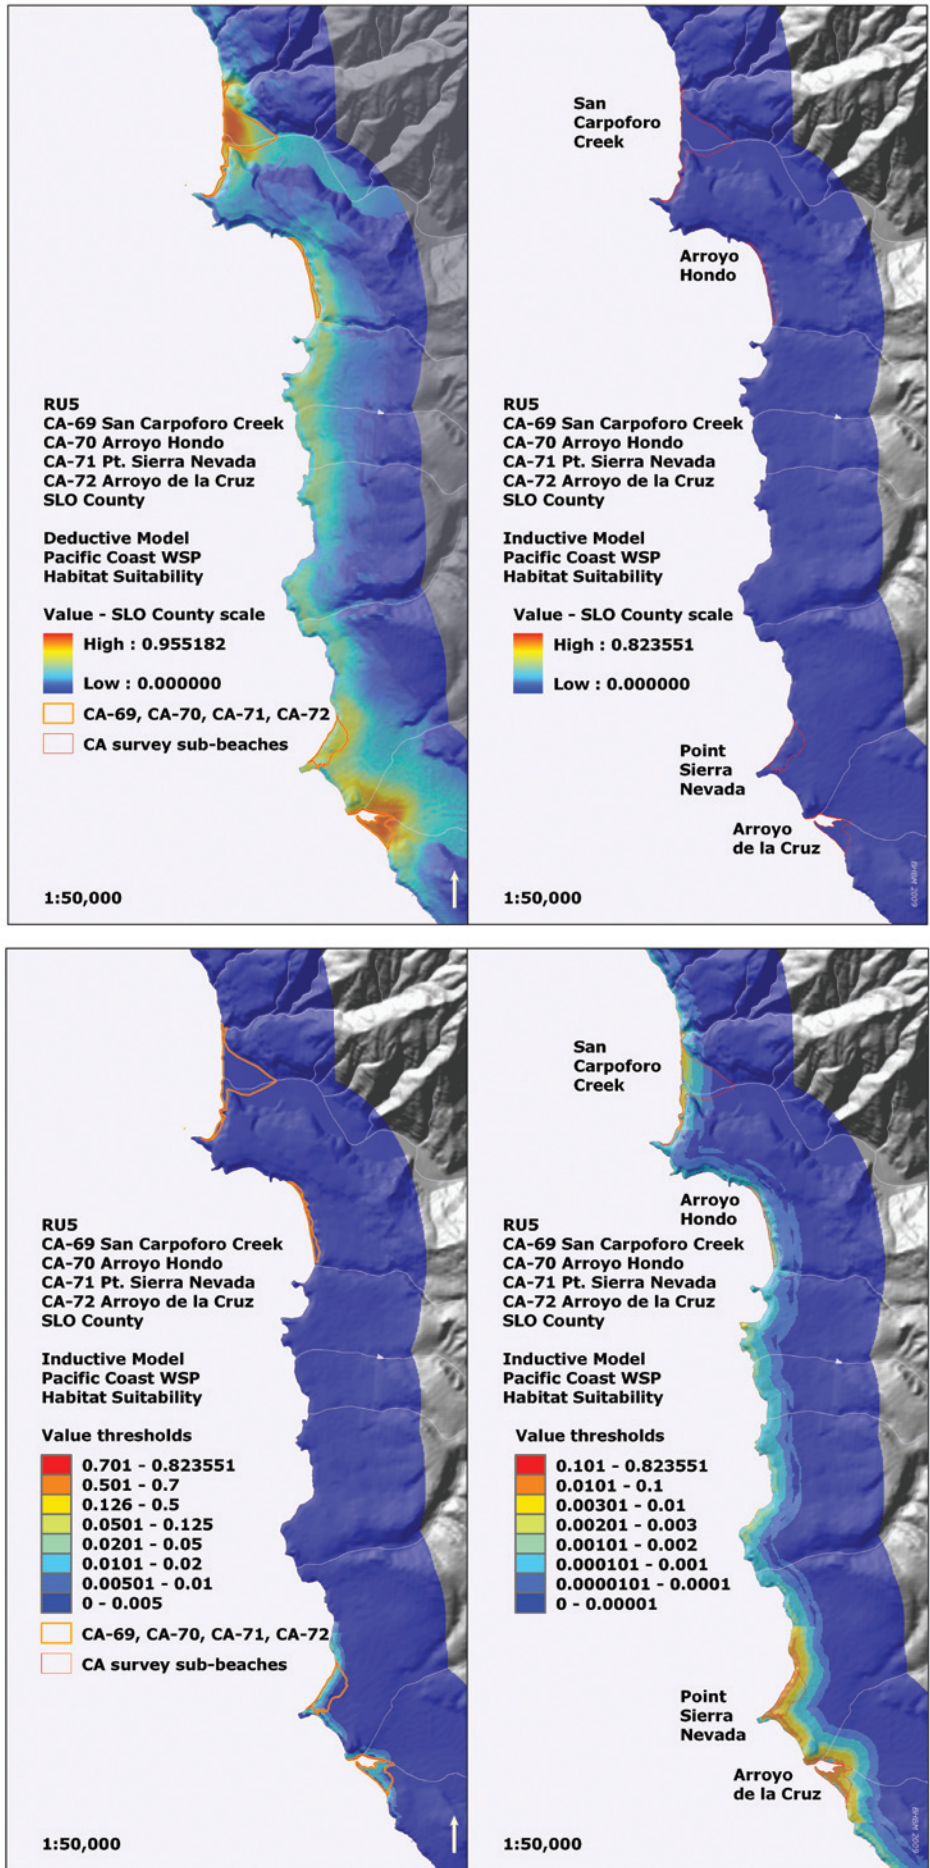 RU5
CA-69 San Carpoforo Creek
CA-70 Arroyo Hondo
CA-71 Pt. Sierra Nevada
CA-72 Arroyo de la Cruz
SLO County
Deductive Model
Pacific Coast WSP
Habitat Suitability
Value - SLO County scale
High : 0.955182
Low : 0.000000
CA-69, CA-70, CA-71, CA-72
CA survey sub-beaches
1:50,000
San
Carpoforo
Creek
Arroyo
Hondo
RU5
CA-69 San Carpoforo Creek
CA-70 Arroyo Hondo
CA-71 Pt. Sierra Nevada
CA-72 Arroyo de la Cruz
SLO County
Inductive Model
Pacific Coast WSP
Habitat Suitability
Value - SLO County scale
High : 0.823551
Low : 0.000000
Point
Sierra
Nevada
Arroyo
de la Cruz
1:50,000
BHBM 2009
RU5
CA-69 San Carpoforo Creek
CA-70 Arroyo Hondo
CA-71 Pt. Sierra Nevada
CA-72 Arroyo de la Cruz
SLO County
Inductive Model
Pacific Coast WSP
Habitat Suitability
Value thresholds
0.701 - 0.823551
0.501 - 0.7
0.126 - 0.5
0.0501 - 0.125
0.0201 - 0.05
0.0101 - 0.02
0.00501 - 0.01
0 - 0.005
CA-69, CA-70, CA-71, CA-72
CA survey sub-beaches
1:50,000
San
Carpoforo
Creek
Arroyo
Hondo
RU5
CA-69 San Carpoforo Creek
CA-70 Arroyo Hondo
CA-71 Pt. Sierra Nevada
CA-72 Arroyo de la Cruz
SLO County
Inductive Model
Pacific Coast WSP
Habitat Suitability
Value thresholds
0.101 - 0.823551
0.0101 - 0.1
0.00301 - 0.01
0.00201 - 0.003
0.00101 - 0.002
0.000101 - 0.001
0.0000101 - 0.0001
0 - 0.00001
Point
Sierra
Nevada
Arroyo
de la Cruz
1:50,000
BHBM 2009